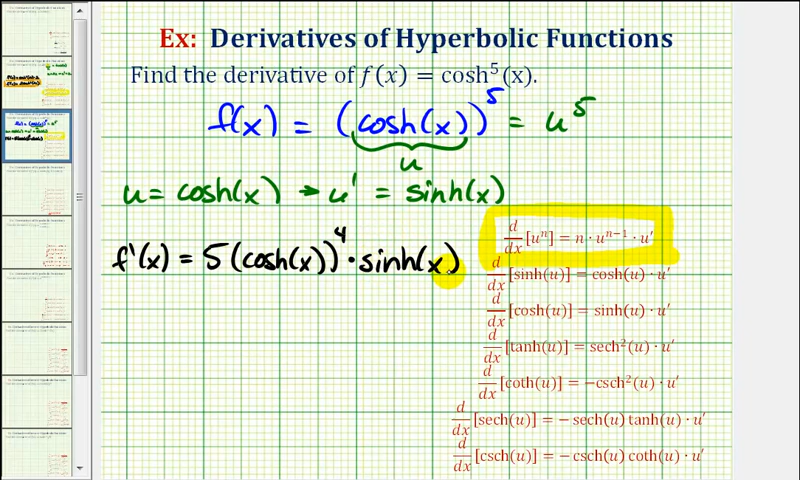 Ex: Derivatives of Hyperbolic Functions
Find the derivative of f(x) = cosh⁵(x).
f(x) = (cosh(x))⁵ = u⁵
u
u = cosh(x) → u' = sinh(x)
f'(x) = 5(cosh(x))⁴ · sinh(x)
d/dx [uⁿ] = n · uⁿ⁻¹ · u′
d/dx [sinh(u)] = cosh(u) · u′
d/dx [cosh(u)] = sinh(u) · u′
d/dx [tanh(u)] = sech²(u) · u′
d/dx [coth(u)] = −csch²(u) · u′
d/dx [sech(u)] = − sech(u) tanh(u) · u′
d/dx [csch(u)] = − csch(u) coth(u) · u′